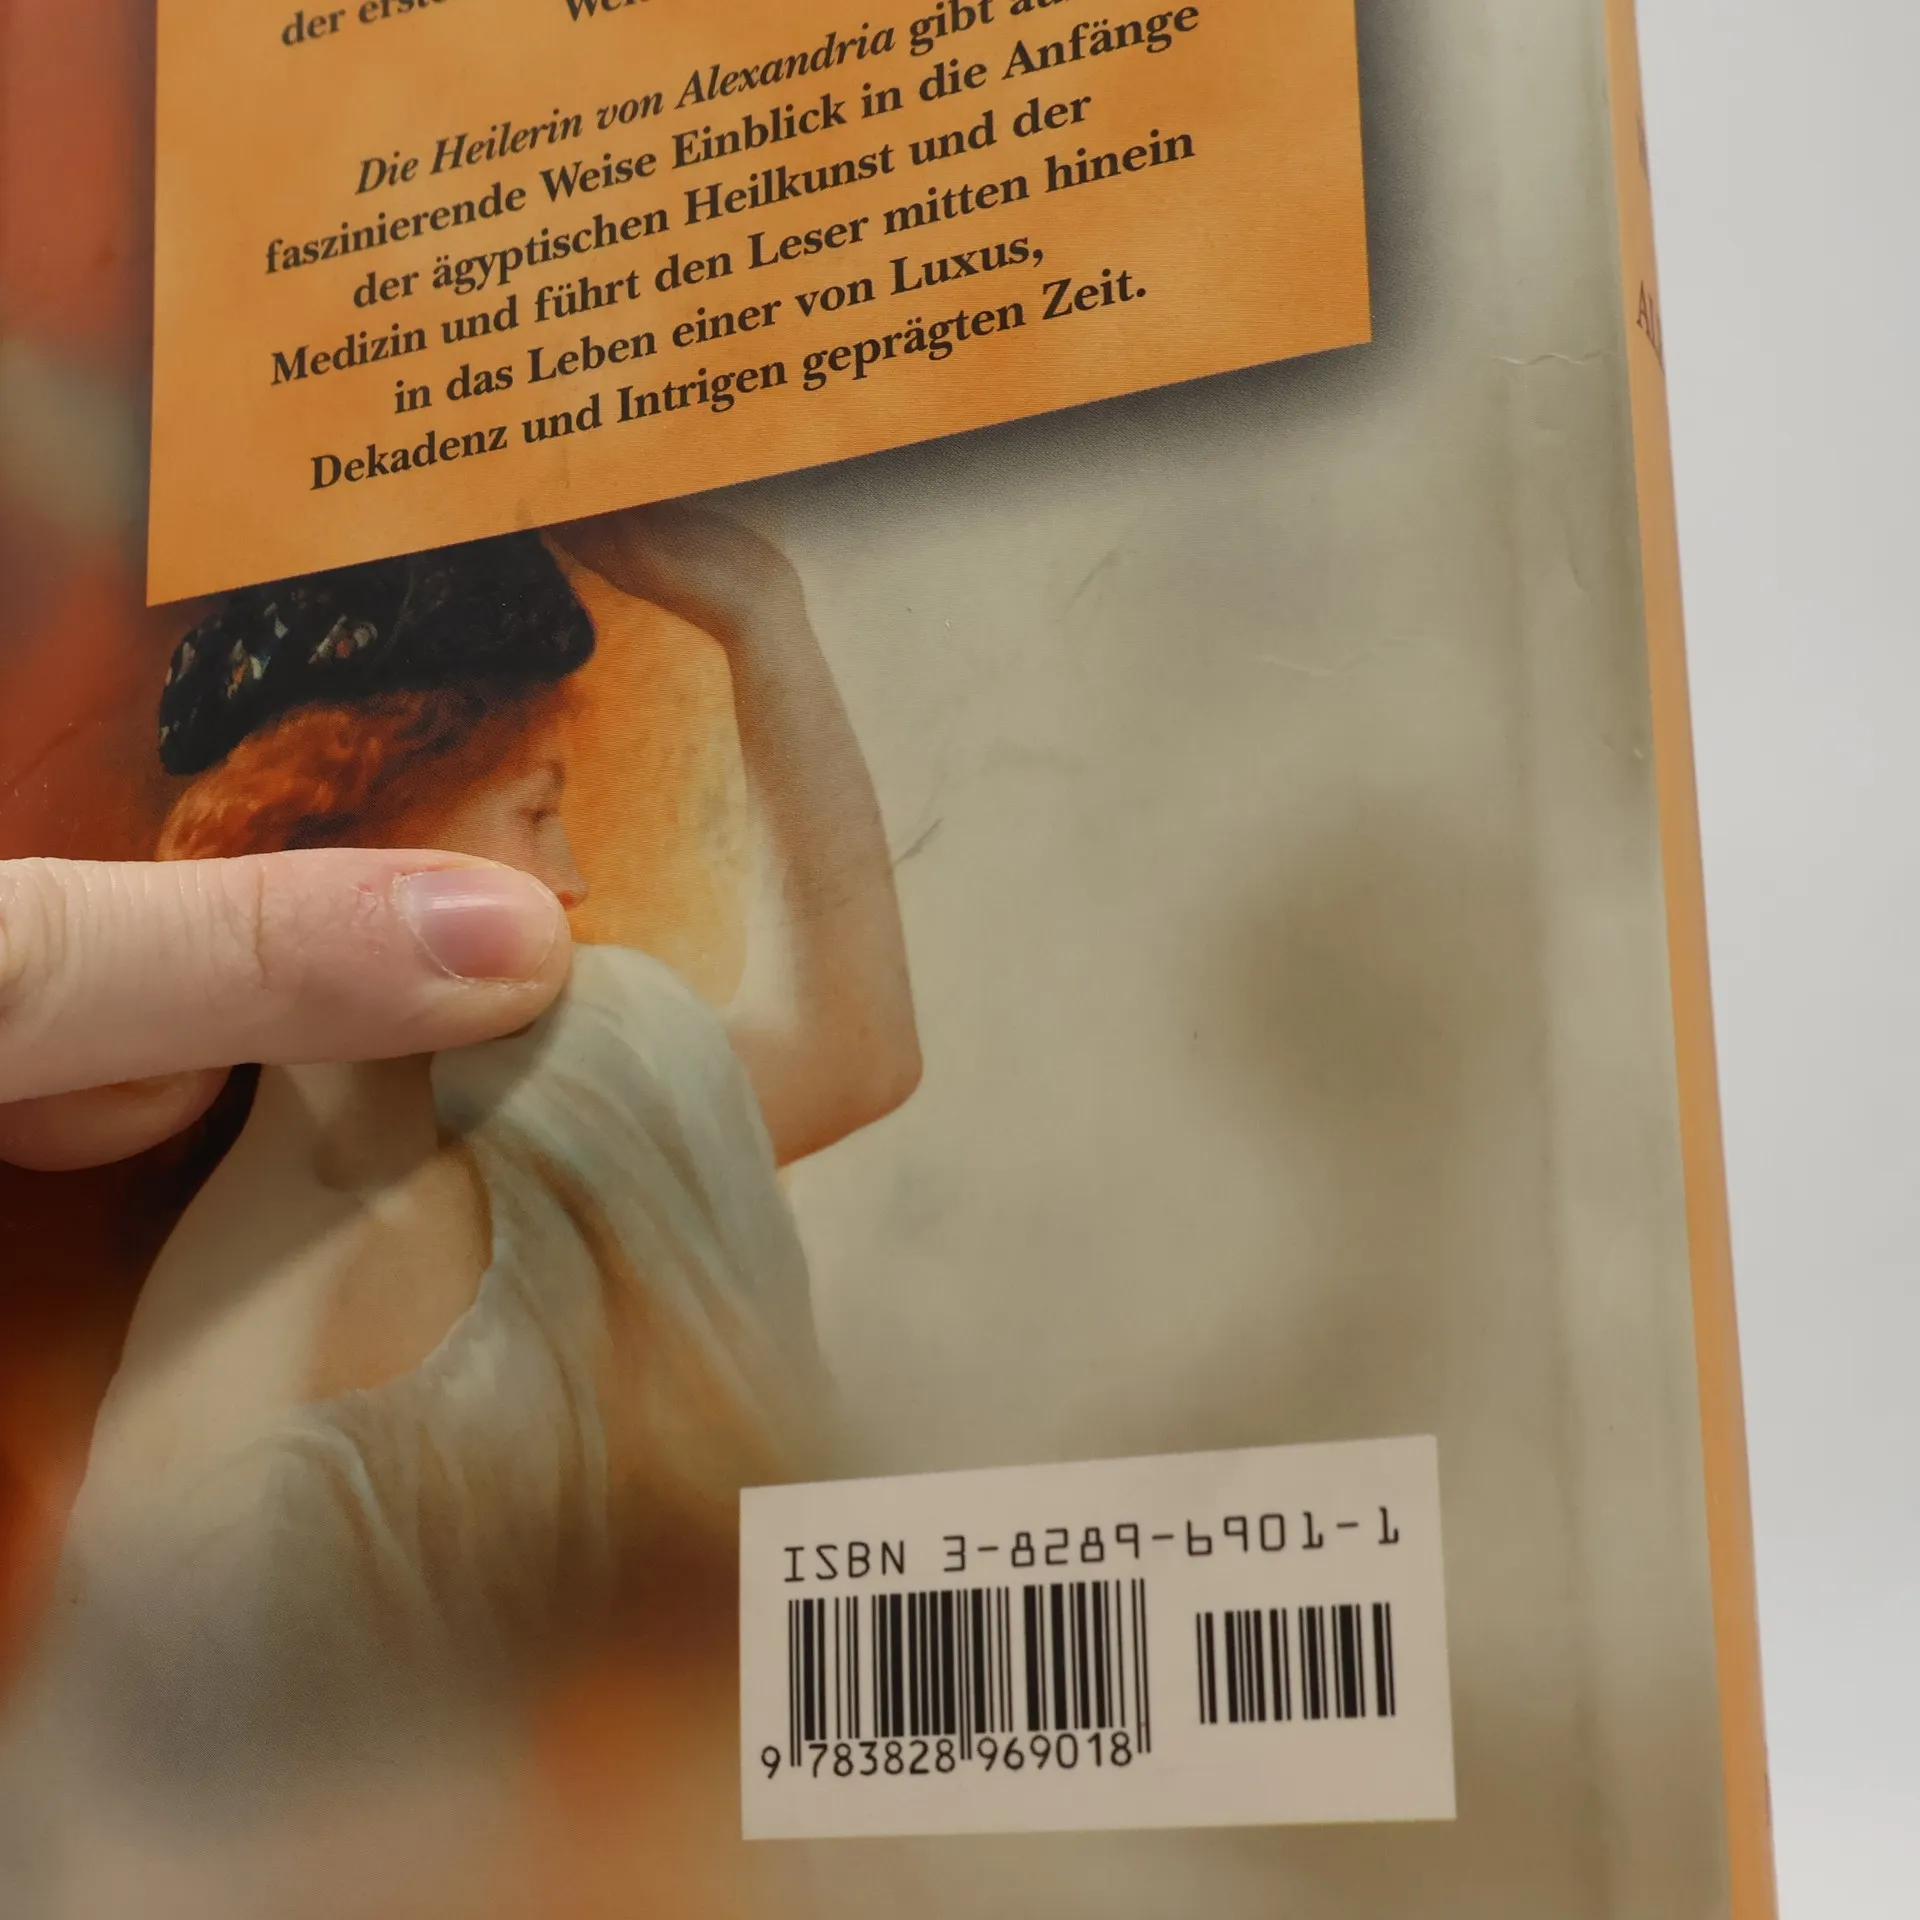 der
Die Heilerin von Alexandria gibt
faszinierende Weise Einblick in die Anfänge
der ägyptischen Heilkunst und der
Medizin und führt den Leser mitten hinein
in das Leben einer von Luxus,
Dekadenz und Intrigen geprägten Zeit.
ISBN 3-8289-6901-1
9 783828 969018